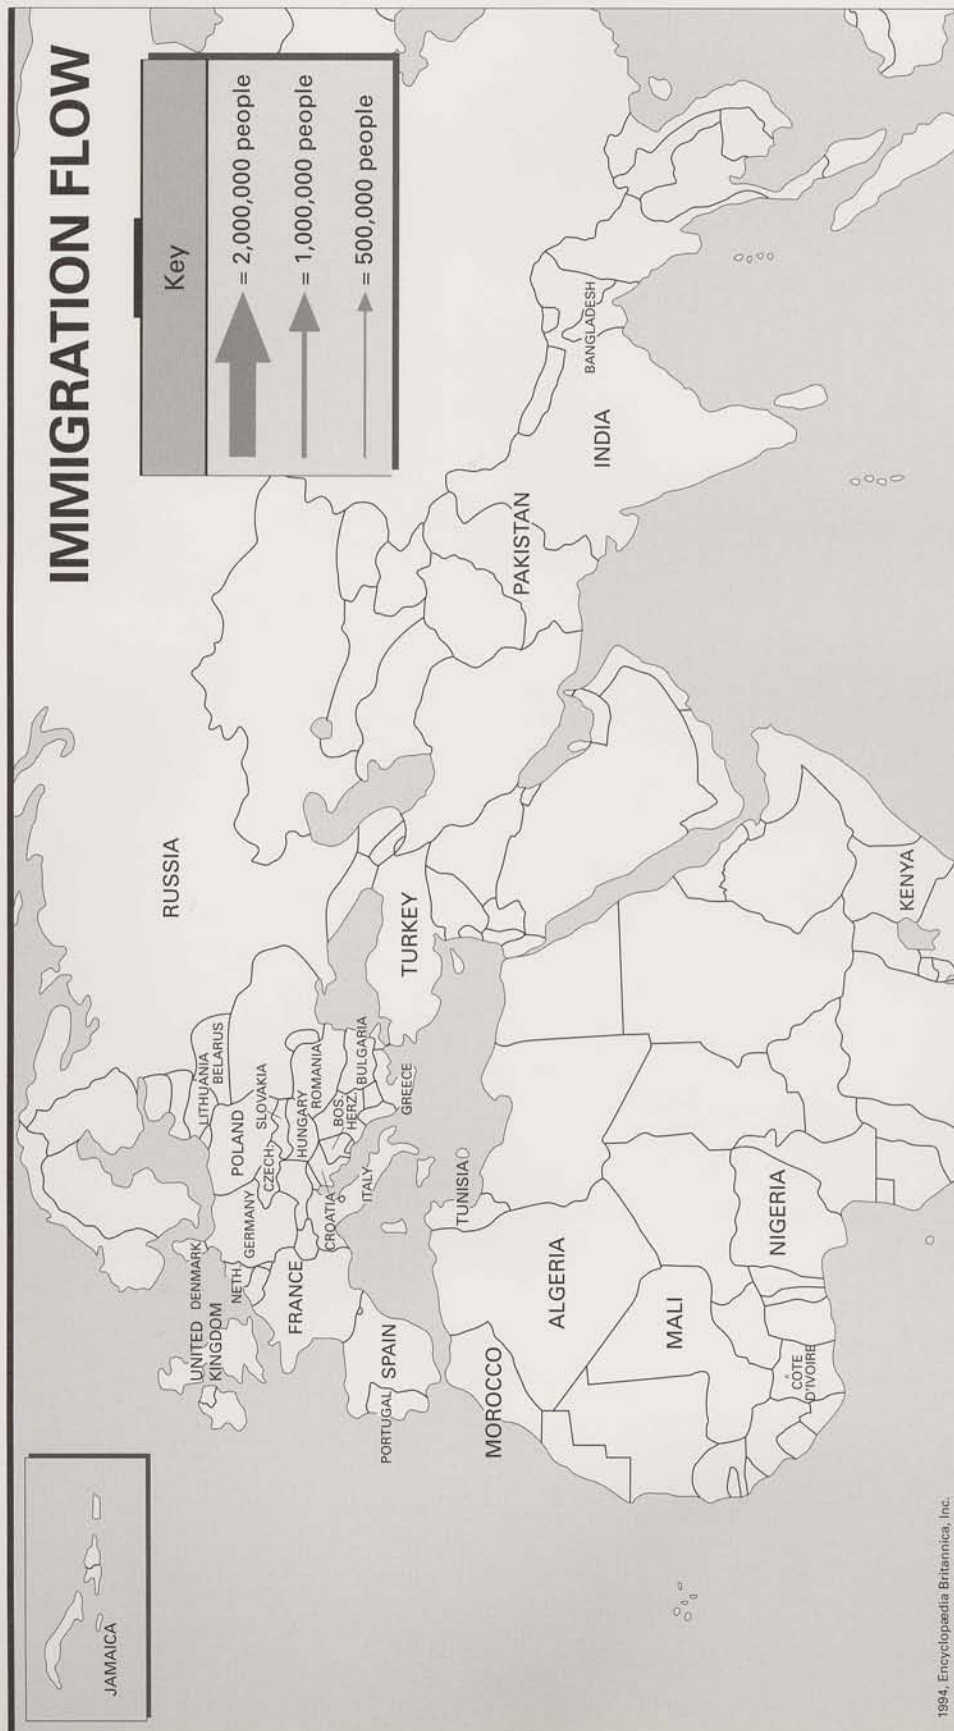 IMMIGRATION FLOW
Key
= 2,000,000 people
= 1,000,000 people
= 500,000 people
JAMAICA
RUSSIA
UNITED
KINGDOM
DENMARK
LITHUANIA
BELARUS
NETH.
GERMANY
POLAND
CZECH.
SLOVAKIA
FRANCE
HUNGARY
ROMANIA
CROATIA
BOS.
HERZ.
BULGARIA
ITALY
PORTUGAL
SPAIN
GREECE
TURKEY
TUNISIA
MOROCCO
ALGERIA
MALI
NIGERIA
CÔTE
D'IVOIRE
KENYA
PAKISTAN
INDIA
BANGLADESH
1994, Encyclopædia Britannica, Inc.